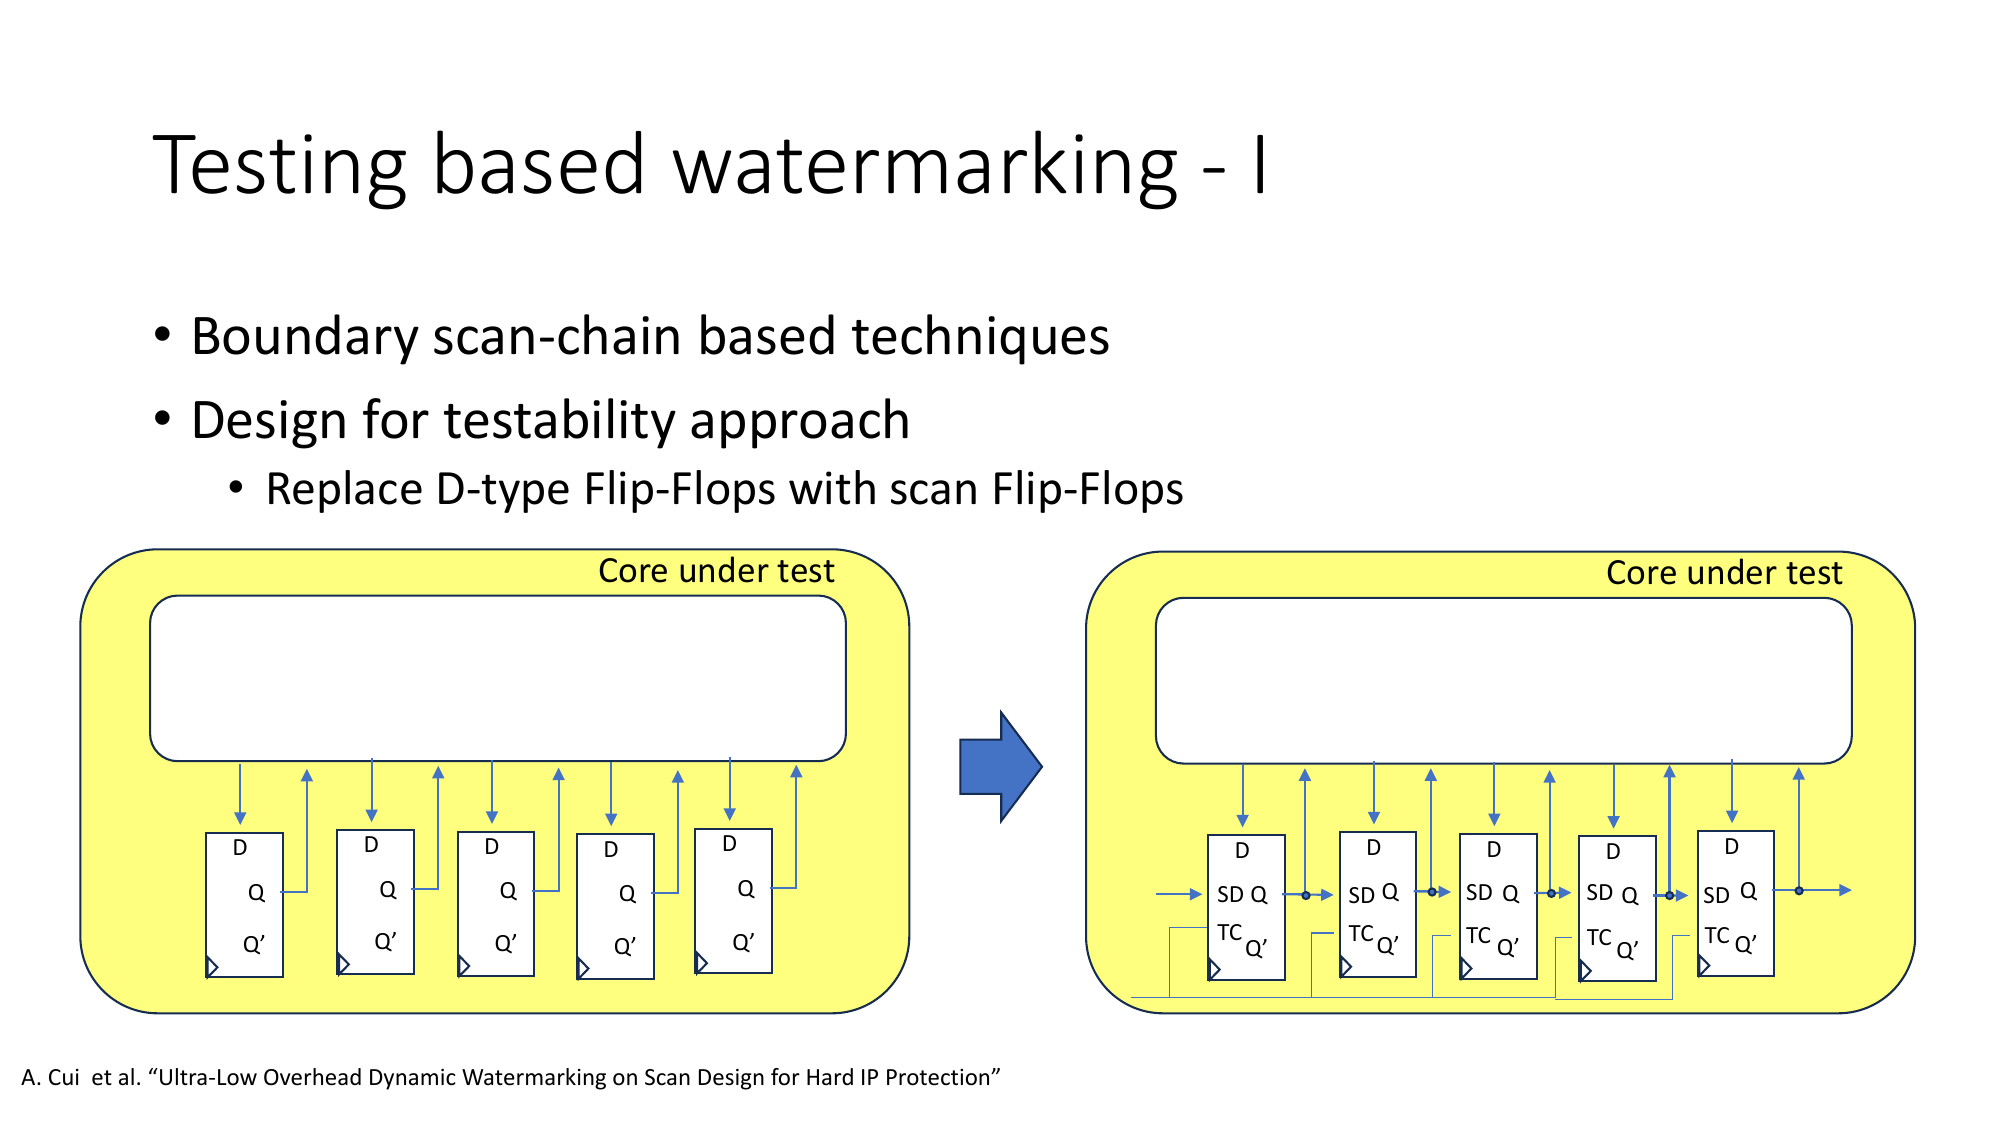 Testing based watermarking - I
• Boundary scan-chain based techniques
• Design for testability approach
• Replace D-type Flip-Flops with scan Flip-Flops
Core under test
D
Q
Q’
D
Q
Q’
D
Q
Q’
D
Q
Q’
D
Q
Q’
Core under test
D
SD Q
TC
Q’
D
SD Q
TC
Q’
D
SD Q
TC
Q’
D
SD Q
TC
Q’
D
SD Q
TC
Q’
A. Cui et al. “Ultra-Low Overhead Dynamic Watermarking on Scan Design for Hard IP Protection”